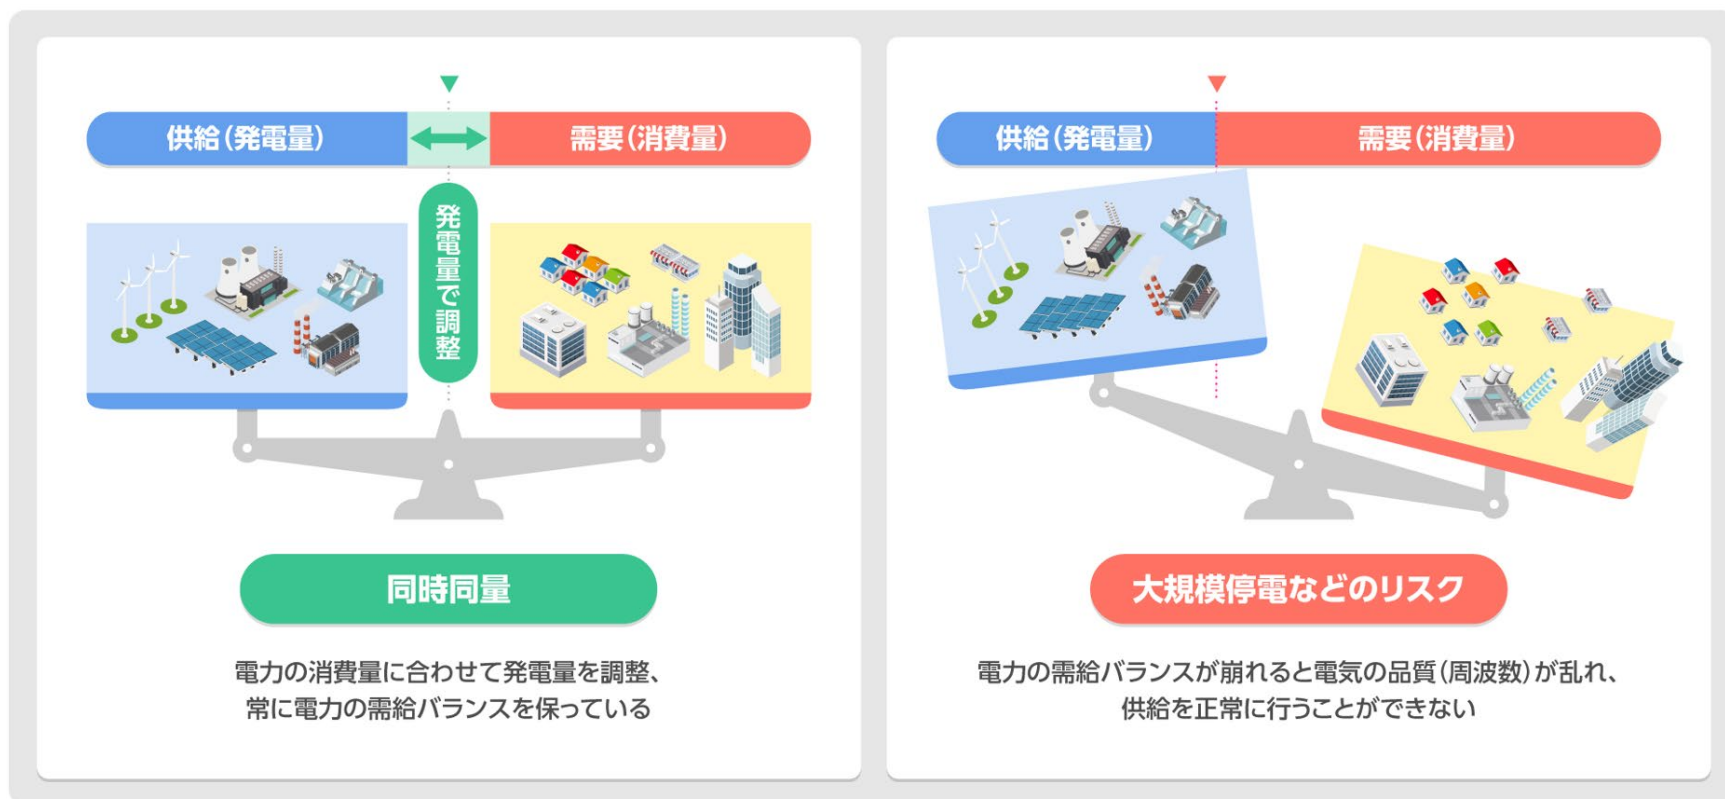 供給(発電量)
需要(消費量)
発電量で調整
同時同量
電力の消費量に合わせて発電量を調整、
常に電力の需給バランスを保っている
供給(発電量)
需要(消費量)
大規模停電などのリスク
電力の需給バランスが崩れると電気の品質(周波数)が乱れ、
供給を正常に行うことができない